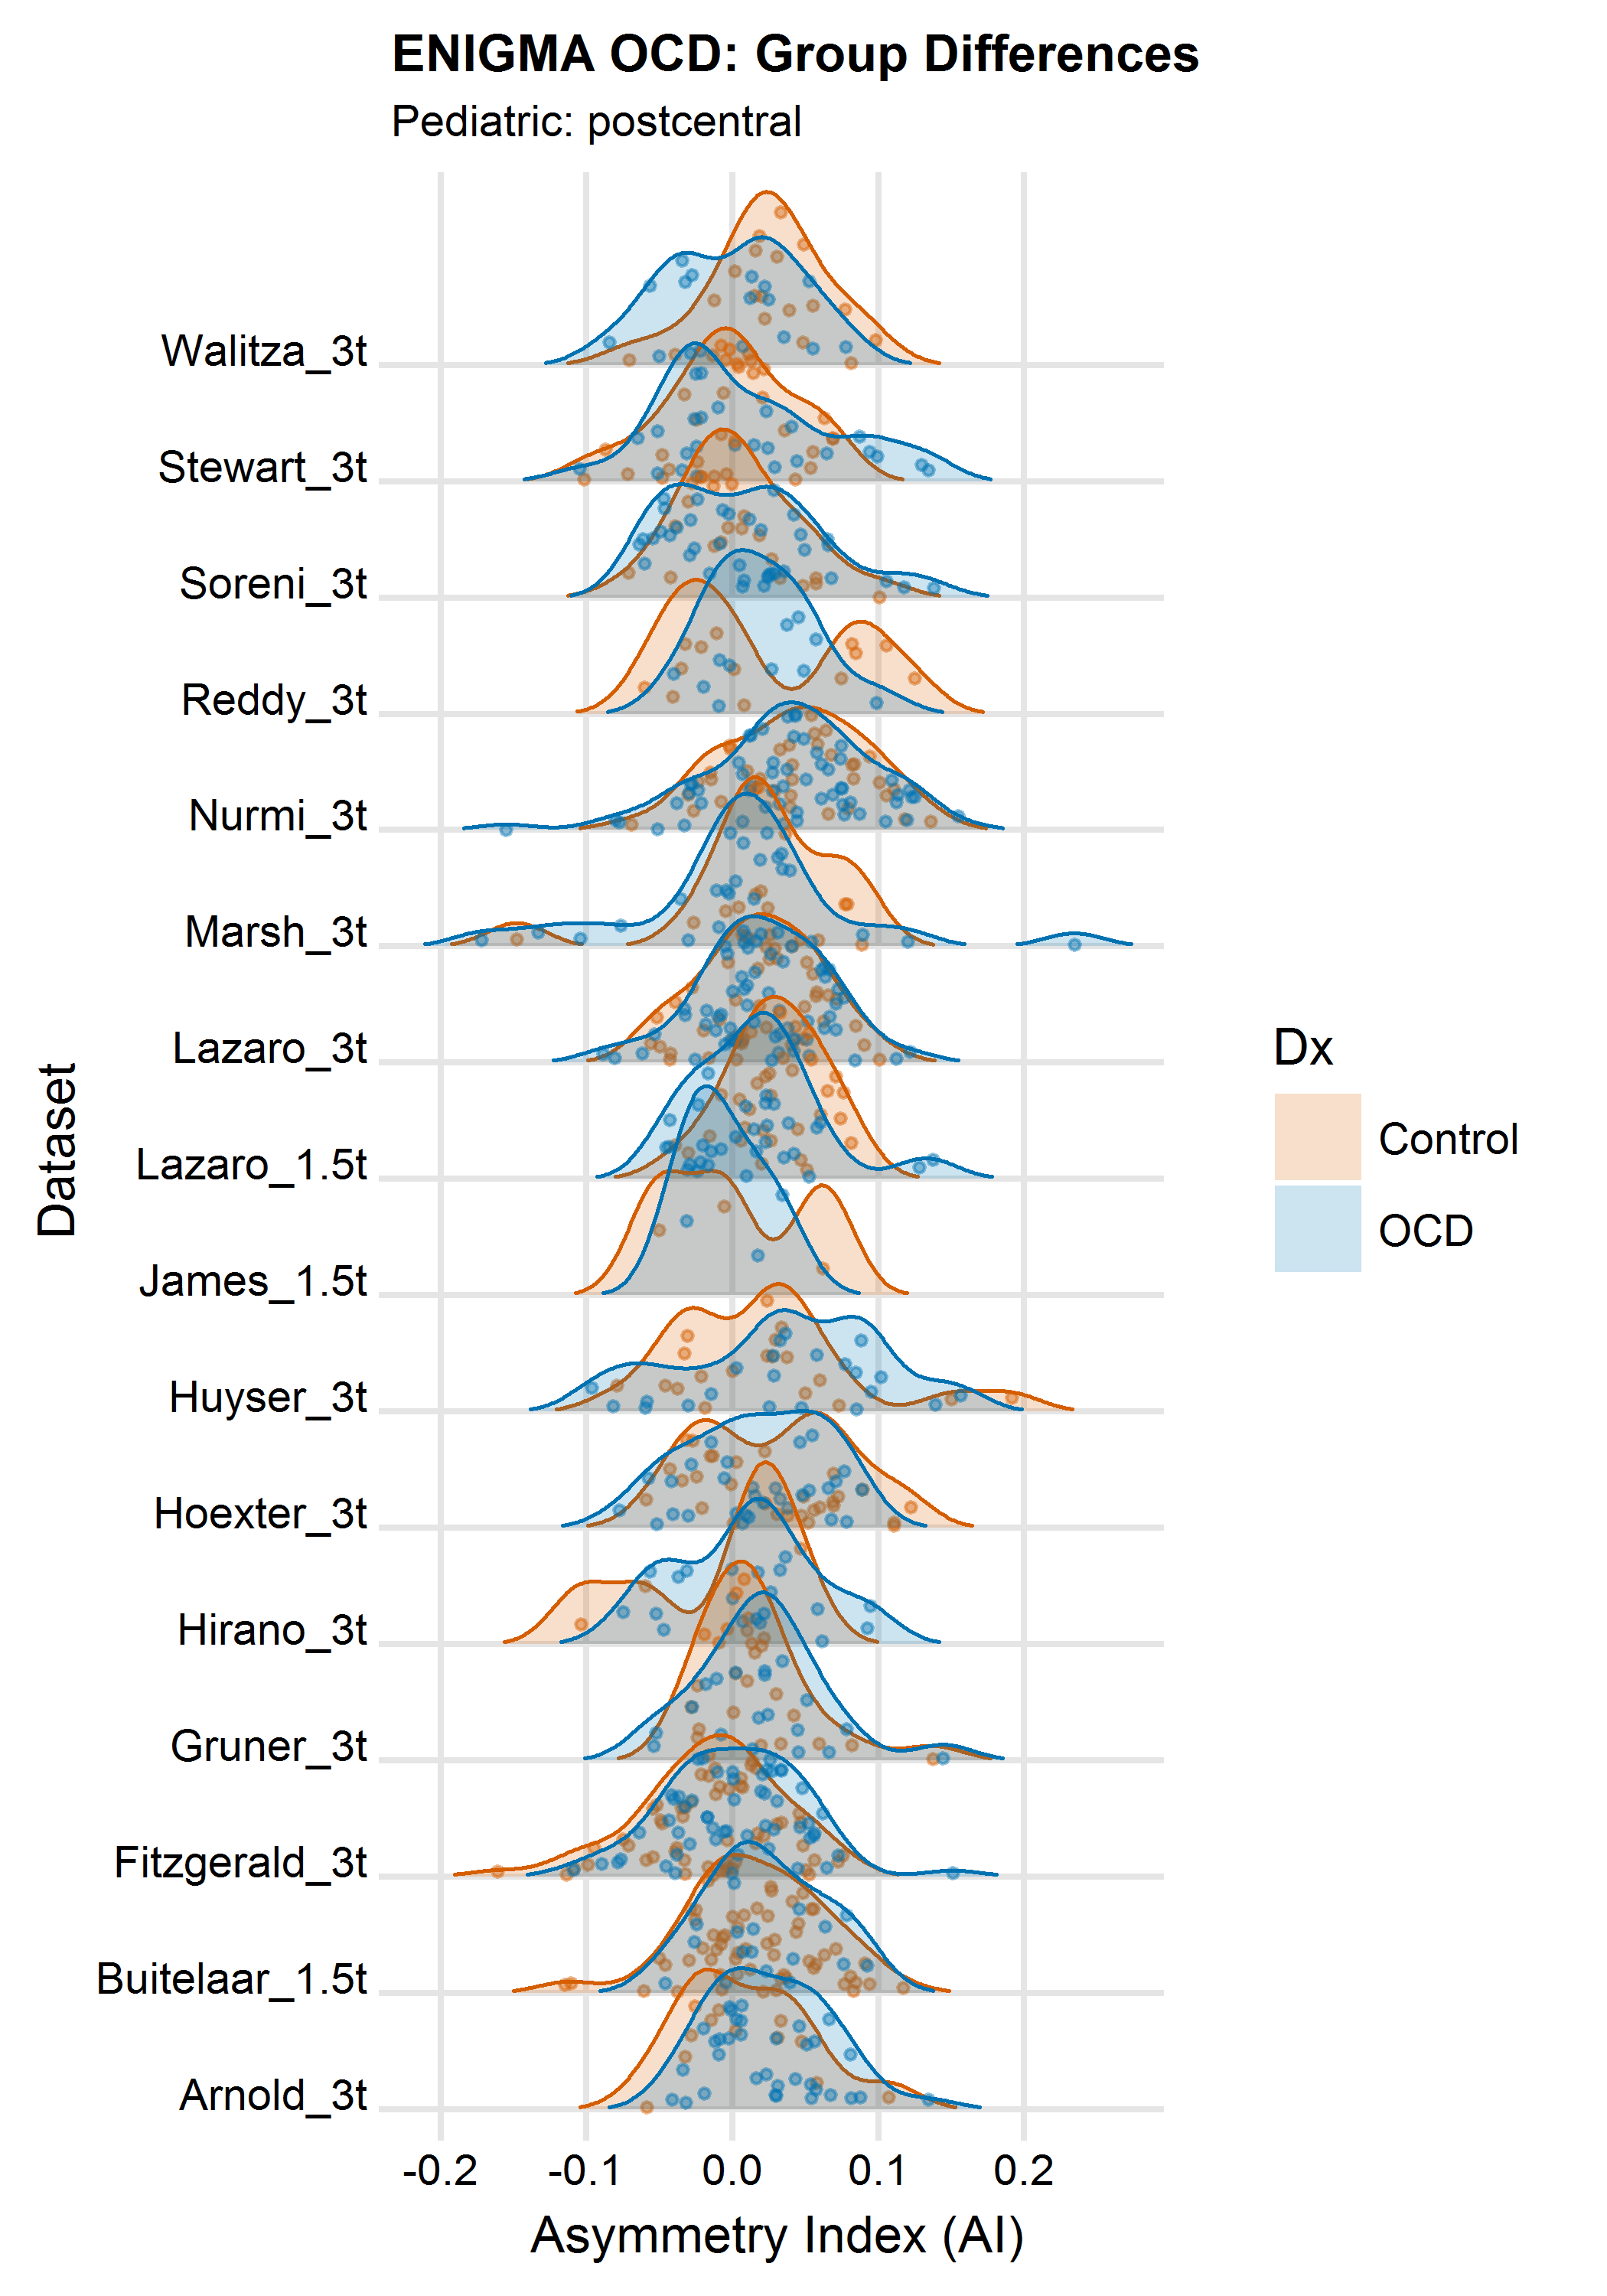 ENIGMA OCD: Group Differences
Pediatric: postcentral
Walitza_3t
Stewart_3t
Soreni_3t
Reddy_3t
Nurmi_3t
Marsh_3t
Lazaro_3t
Lazaro_1.5t
James_1.5t
Huyser_3t
Hoexter_3t
Hirano_3t
Gruner_3t
Fitzgerald_3t
Buitelaar_1.5t
Arnold_3t
Dataset
-0.2 -0.1 0.0 0.1 0.2
Asymmetry Index (AI)
Dx
Control
OCD